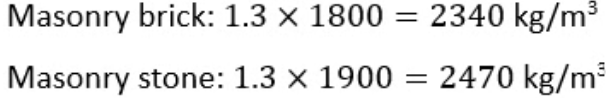 Masonry brick: 1.3 × 1800 = 2340 kg/m³
Masonry stone: 1.3 × 1900 = 2470 kg/m³